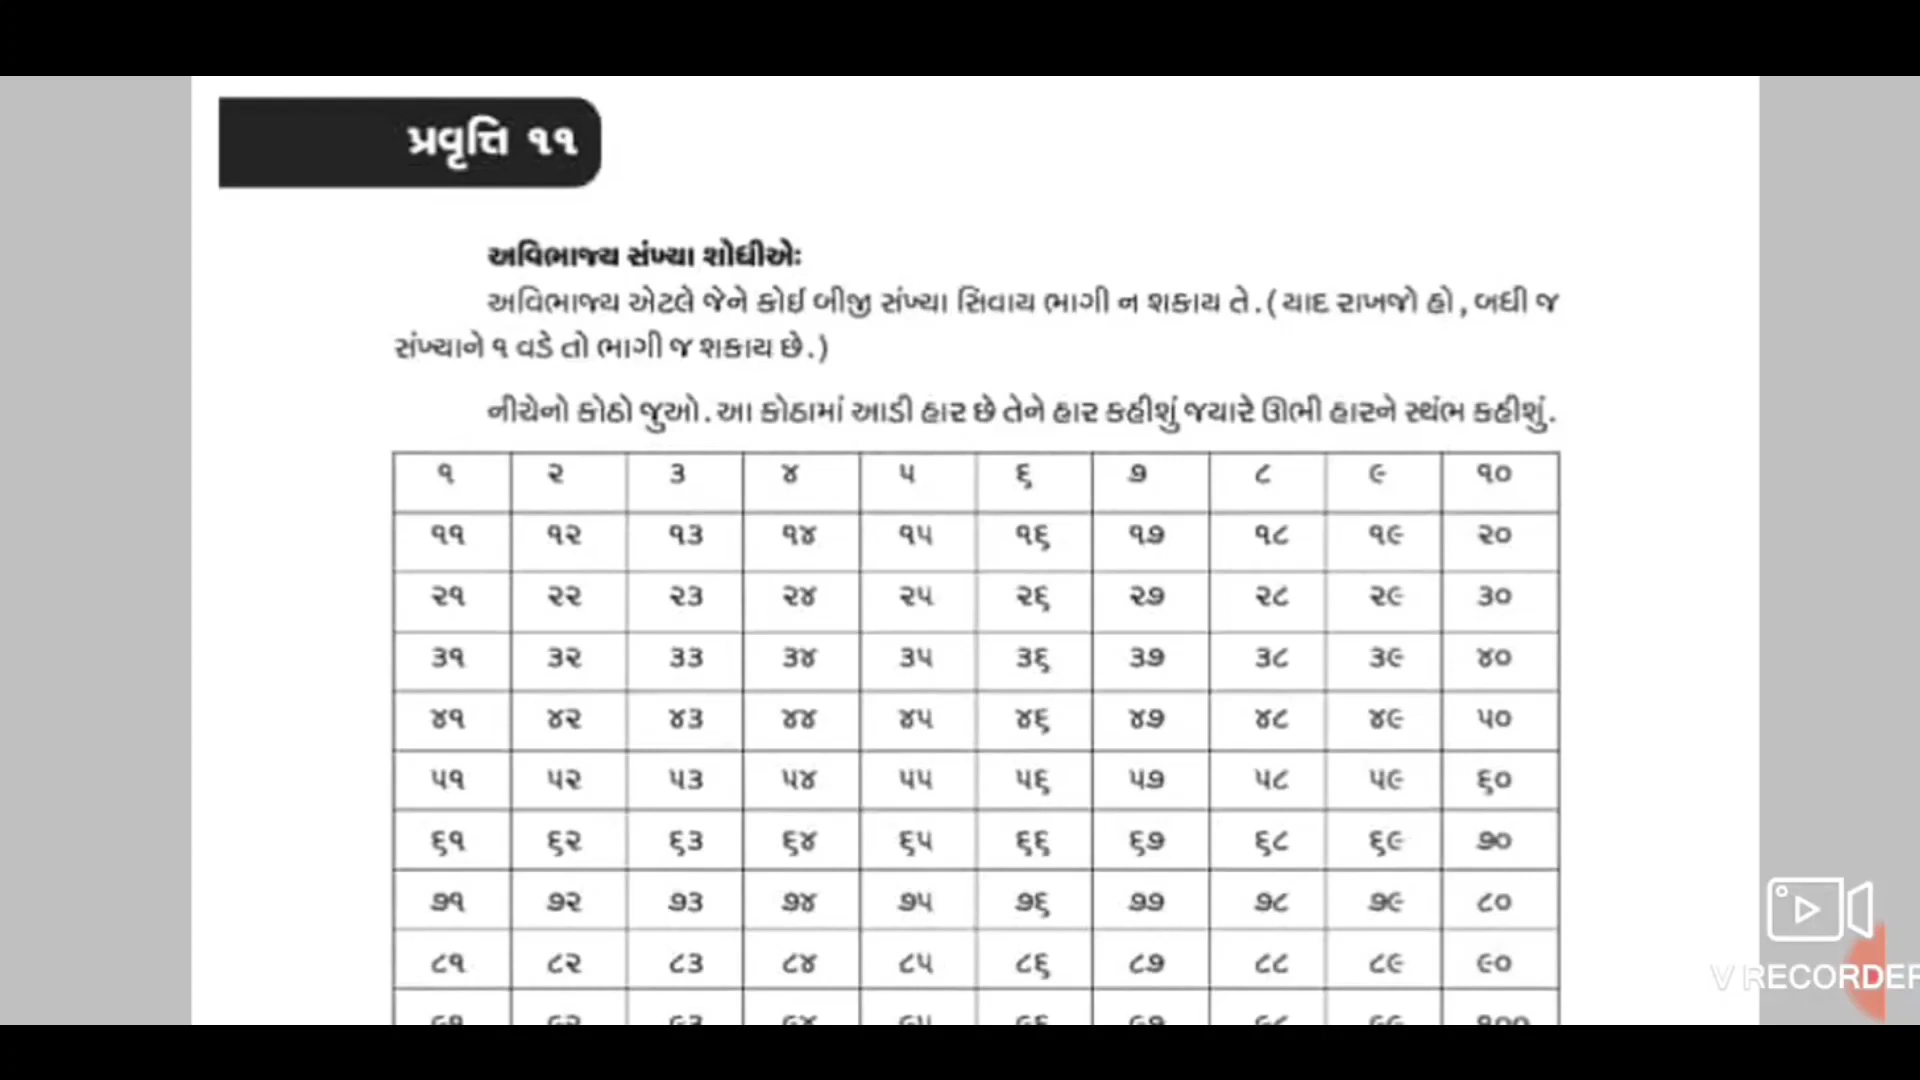 પ્રવૃત્તિ ૧૧
અવિભાજ્ય સંખ્યા શોધીએઃ
અવિભાજ્ય એટલે જેને કોઈ બીજી સંખ્યા સિવાય ભાગી ન શકાય તે.(યાદ રાખજો હો,બધી જ
સંખ્યાને ૧ વડે તો ભાગી જ શકાય છે.)
નીચેનો કોઠો જુઓ.આ કોઠામાં આડી હાર છે તેને હાર કહીશું જ્યારે ઊભી હારને સ્થંભ કહીશું.
૧ ૨ ૩ ૪ ૫ ૬ ૭ ૮ ૯ ૧૦
૧૧ ૧૨ ૧૩ ૧૪ ૧૫ ૧૬ ૧૭ ૧૮ ૧૯ ૨૦
૨૧ ૨૨ ૨૩ ૨૪ ૨૫ ૨૬ ૨૭ ૨૮ ૨૯ ૩૦
૩૧ ૩૨ ૩૩ ૩૪ ૩૫ ૩૬ ૩૭ ૩૮ ૩૯ ૪૦
૪૧ ૪૨ ૪૩ ૪૪ ૪૫ ૪૬ ૪૭ ૪૮ ૪૯ ૫૦
૫૧ ૫૨ ૫૩ ૫૪ ૫૫ ૫૬ ૫૭ ૫૮ ૫૯ ૬૦
૬૧ ૬૨ ૬૩ ૬૪ ૬૫ ૬૬ ૬૭ ૬૮ ૬૯ ૭૦
૭૧ ૭૨ ૭૩ ૭૪ ૭૫ ૭૬ ૭૭ ૭૮ ૭૯ ૮૦
૮૧ ૮૨ ૮૩ ૮૪ ૮૫ ૮૬ ૮૭ ૮૮ ૮૯ ૯૦
V RECORDER